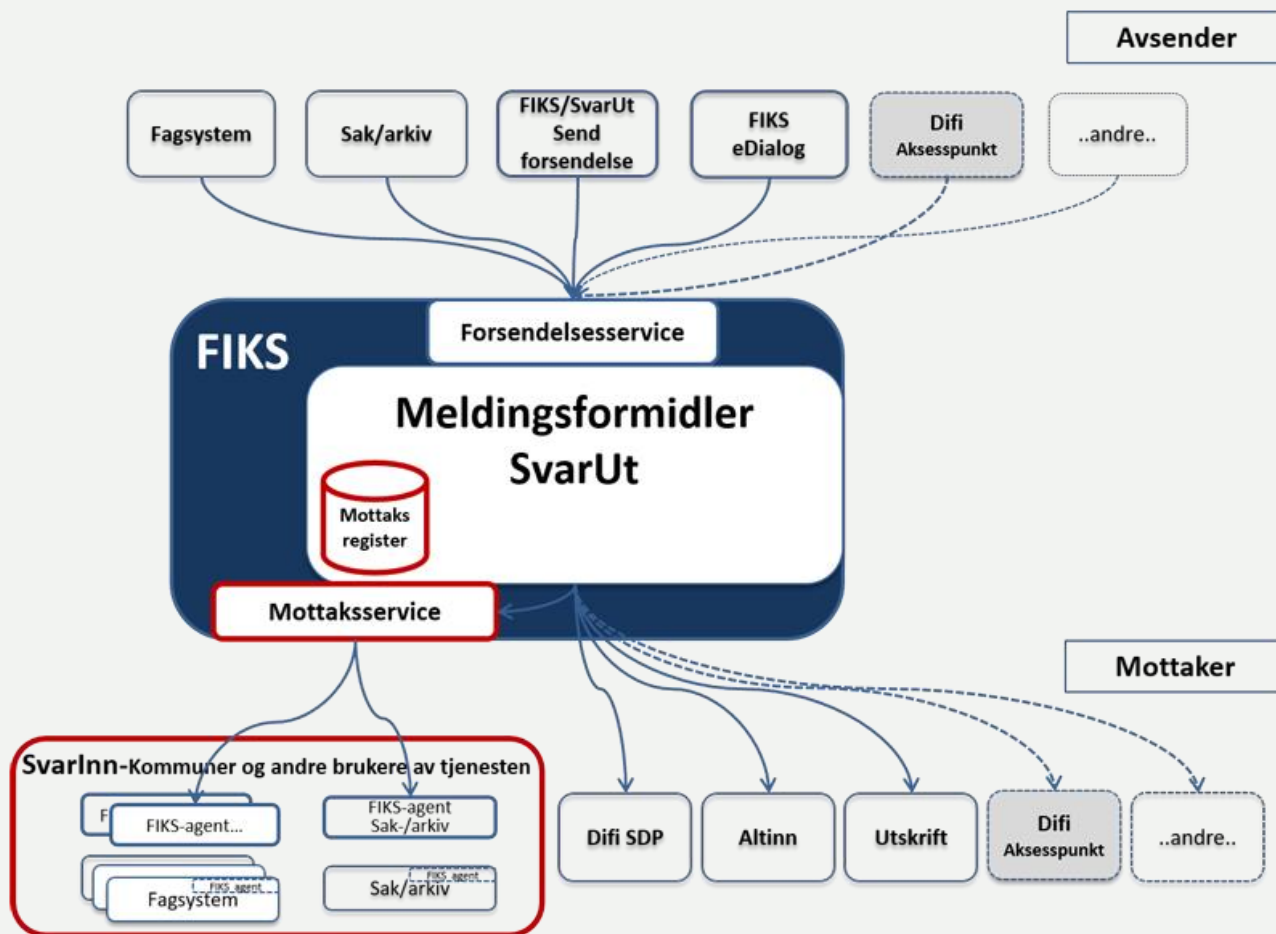 Avsender
Fagsystem
Sak/arkiv
FIKS/SvarUt
Send
forsendelse
FIKS
eDialog
Difi
Aksesspunkt
..andre..
FIKS
Forsendelsesservice
Meldingsformidler
SvarUt
Mottaks
register
Mottaksservice
Mottaker
SvarInn-Kommuner og andre brukere av tjenesten
F
FIKS-agent...
FIKS-agent
Sak-/arkiv
FIKS_agent
Fagsystem
FIKS_agent
Sak/arkiv
Difi SDP
Altinn
Utskrift
Difi
Aksesspunkt
..andre..